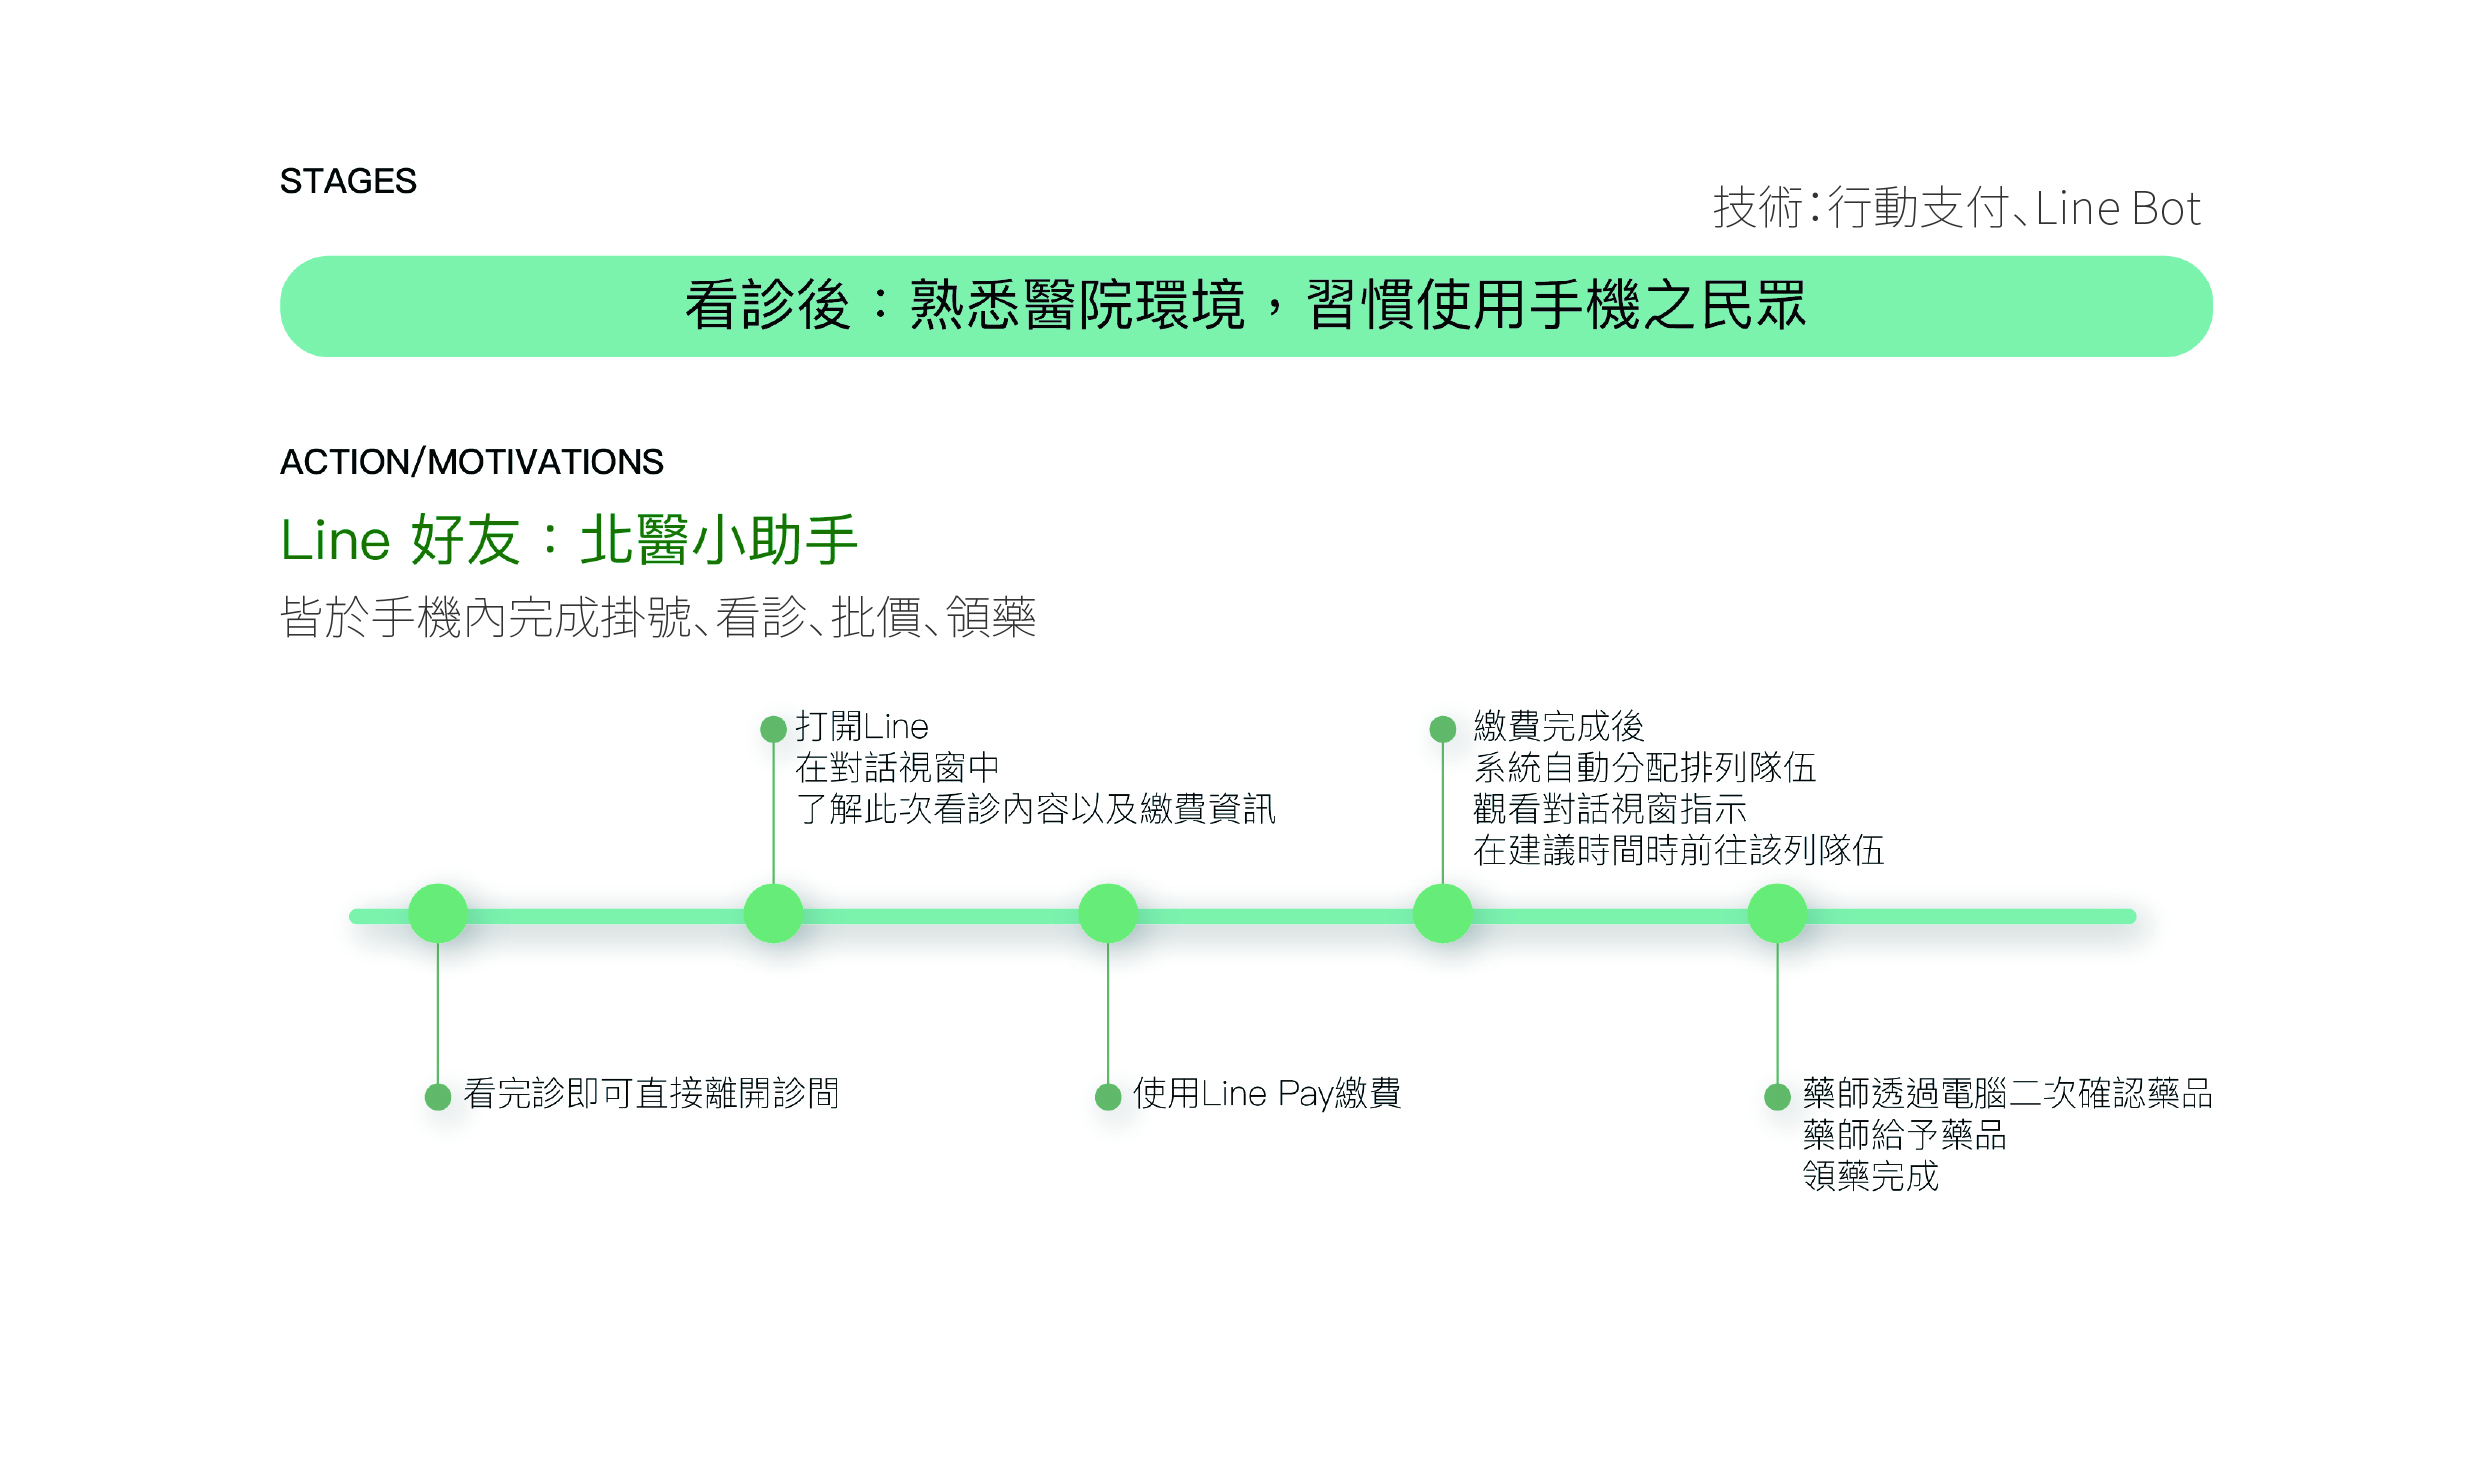 STAGES
技術：行動支付、Line Bot
看診後：熟悉醫院環境，習慣使用手機之民眾
ACTION/MOTIVATIONS
Line 好友：北醫小助手
皆於手機內完成掛號、看診、批價、領藥
打開Line
在對話視窗中
了解此次看診內容以及繳費資訊
繳費完成後
系統自動分配排列隊伍
觀看對話視窗指示
在建議時間時前往該列隊伍
看完診即可直接離開診間
使用Line Pay繳費
藥師透過電腦二次確認藥品
藥師給予藥品
領藥完成